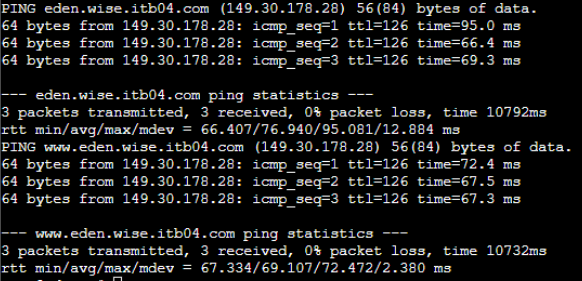 PING eden.wise.itb04.com (149.30.178.28) 56(84) bytes of data.
64 bytes from 149.30.178.28: icmp_seq=1 ttl=126 time=95.0 ms
64 bytes from 149.30.178.28: icmp_seq=2 ttl=126 time=66.4 ms
64 bytes from 149.30.178.28: icmp_seq=3 ttl=126 time=69.3 ms
--- eden.wise.itb04.com ping statistics ---
3 packets transmitted, 3 received, 0% packet loss, time 10792ms
rtt min/avg/max/mdev = 66.407/76.940/95.081/12.884 ms
PING www.eden.wise.itb04.com (149.30.178.28) 56(84) bytes of data.
64 bytes from 149.30.178.28: icmp_seq=1 ttl=126 time=72.4 ms
64 bytes from 149.30.178.28: icmp_seq=2 ttl=126 time=67.5 ms
64 bytes from 149.30.178.28: icmp_seq=3 ttl=126 time=67.3 ms
--- www.eden.wise.itb04.com ping statistics ---
3 packets transmitted, 3 received, 0% packet loss, time 10732ms
rtt min/avg/max/mdev = 67.334/69.107/72.472/2.380 ms